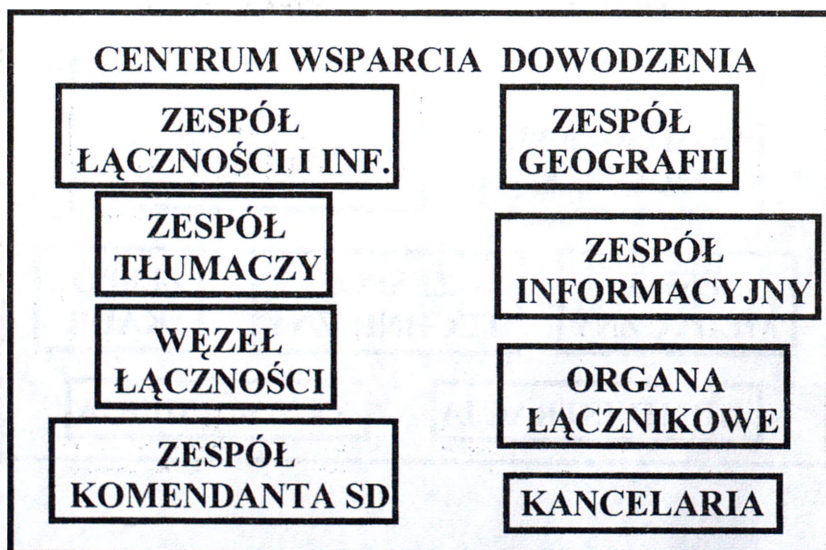 CENTRUM WSPARCIA DOWODZENIA
ZESPÓŁ
ŁĄCZNOŚCI I INF.
ZESPÓŁ
TŁUMACZY
WĘZEŁ
ŁĄCZNOŚCI
ZESPÓŁ
KOMENDANTA SD
ZESPÓŁ
GEOGRAFII
ZESPÓŁ
INFORMACYJNY
ORGANA
ŁĄCZNIKOWE
KANCELARIA